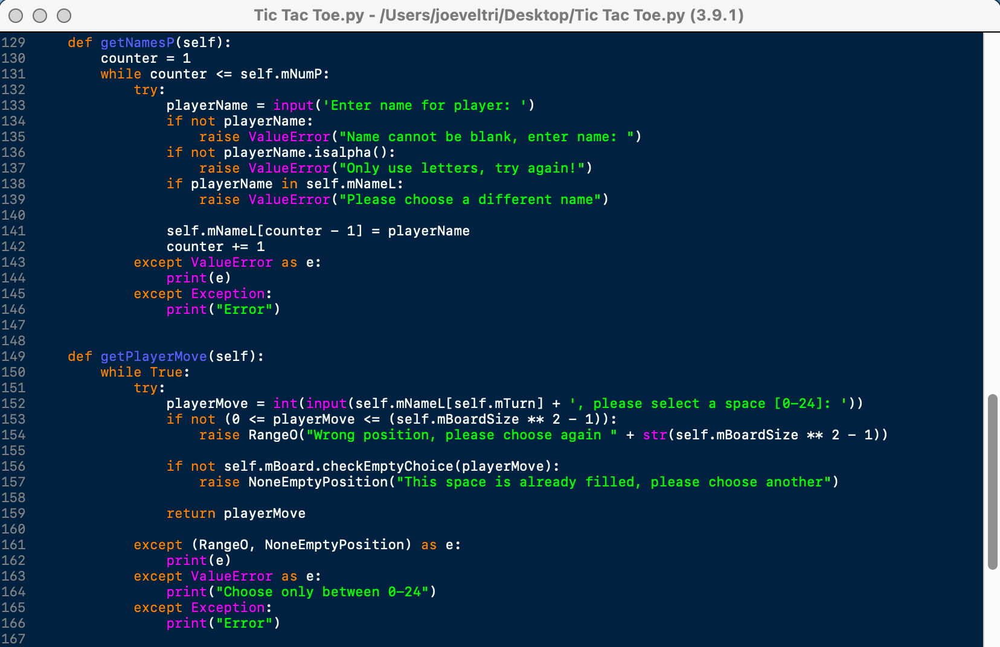 Tic Tac Toe.py - /Users/joeveltri/Desktop/Tic Tac Toe.py (3.9.1)
129     def getNamesP(self):
130         counter = 1
131         while counter <= self.mNumP:
132             try:
133                 playerName = input('Enter name for player: ')
134                 if not playerName:
135                     raise ValueError("Name cannot be blank, enter name: ")
136                 if not playerName.isalpha():
137                     raise ValueError("Only use letters, try again!")
138                 if playerName in self.mNameL:
139                     raise ValueError("Please choose a different name")
140
141                 self.mNameL[counter - 1] = playerName
142                 counter += 1
143             except ValueError as e:
144                 print(e)
145             except Exception:
146                 print("Error")
147
148
149     def getPlayerMove(self):
150         while True:
151             try:
152                 playerMove = int(input(self.mNameL[self.mTurn] + ', please select a space [0-24]: '))
153                 if not (0 <= playerMove <= (self.mBoardSize ** 2 - 1)):
154                     raise RangeO("Wrong position, please choose again " + str(self.mBoardSize ** 2 - 1))
155
156                 if not self.mBoard.checkEmptyChoice(playerMove):
157                     raise NoneEmptyPosition("This space is already filled, please choose another")
158
159                 return playerMove
160
161             except (RangeO, NoneEmptyPosition) as e:
162                 print(e)
163             except ValueError as e:
164                 print("Choose only between 0-24")
165             except Exception:
166                 print("Error")
167